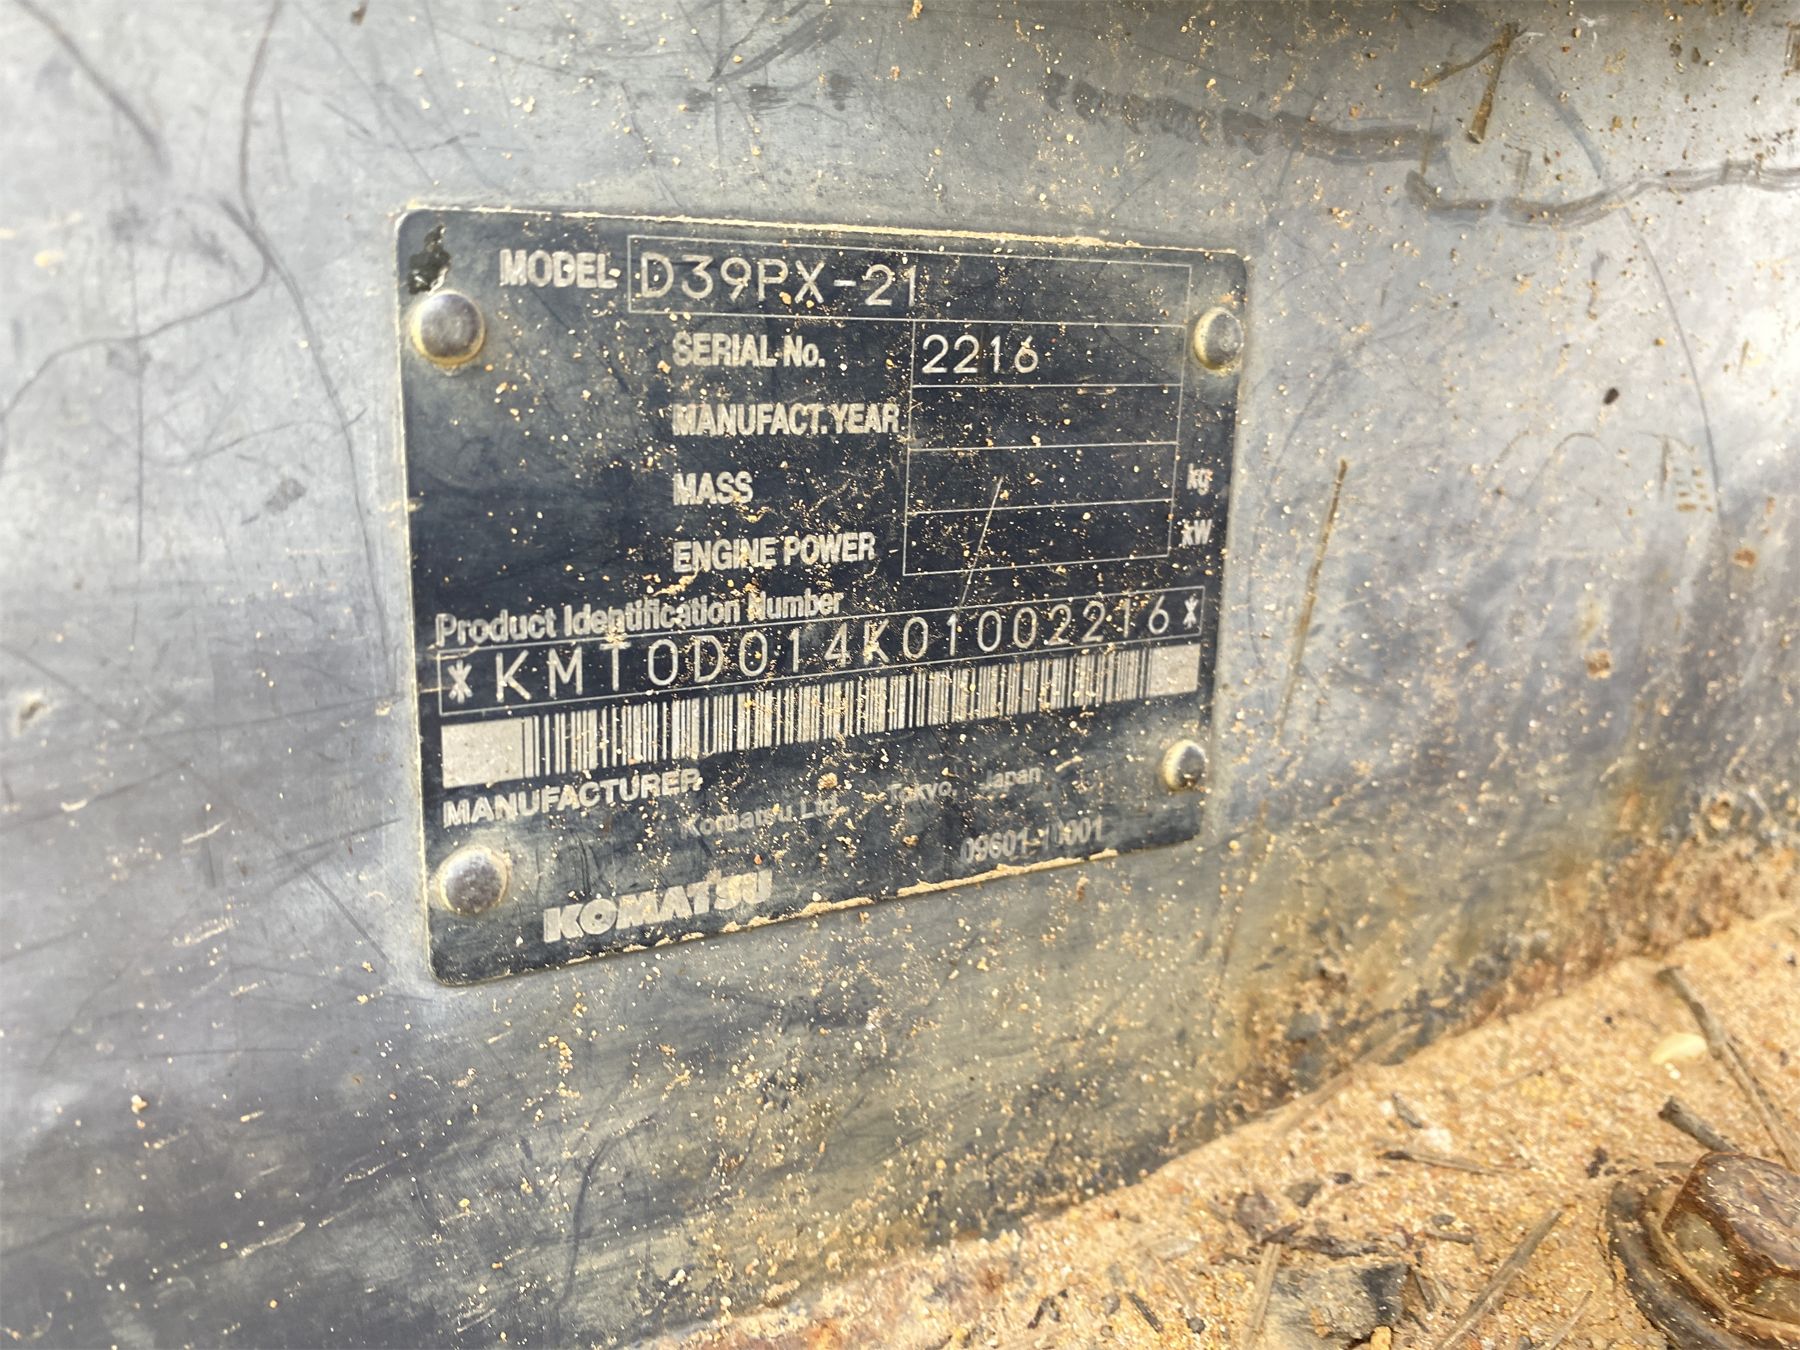 MODEL D39PX-21
SERIAL No. 2216
MANUFACT.YEAR
MASS kg
ENGINE POWER kW
Product Identification Number
*KMT0D014K01002216*
MANUFACTURER
Komatsu Ltd. Tokyo, Japan
KOMATSU 09601-10001